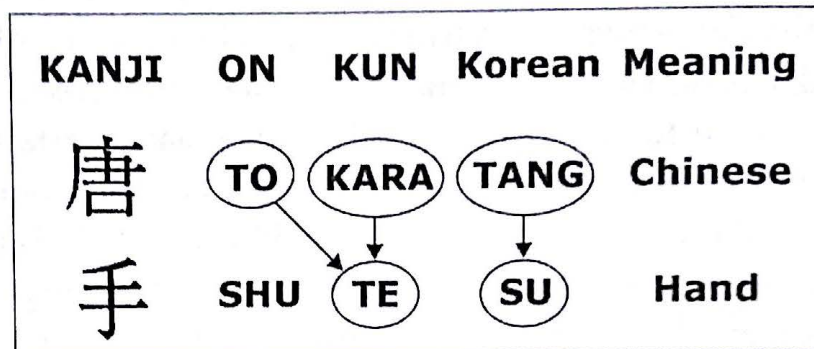 KANJI ON KUN Korean Meaning
唐 TO KARA TANG Chinese
手 SHU TE SU Hand